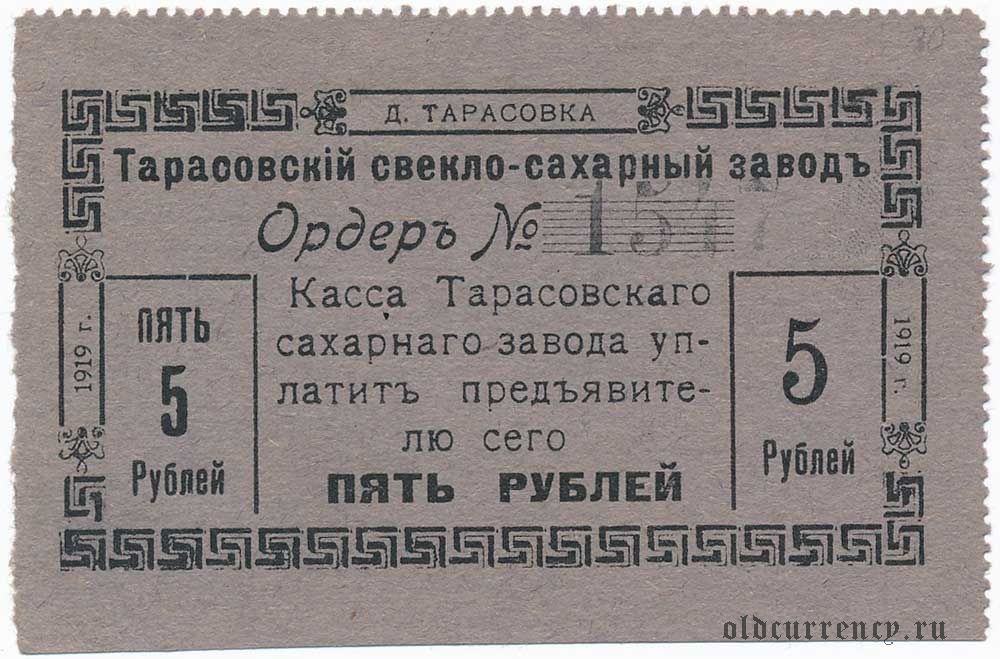 Д. ТАРАСОВКА
Тарасовскій свекло-сахарный заводъ
Ордеръ №
1919 г.
ПЯТЬ
5
Рублей
Касса Тарасовскаго
сахарнаго завода уп-
латитъ предъявите-
лю сего
ПЯТЬ РУБЛЕЙ
5
Рублей
1919 г.
oldcurrency.ru